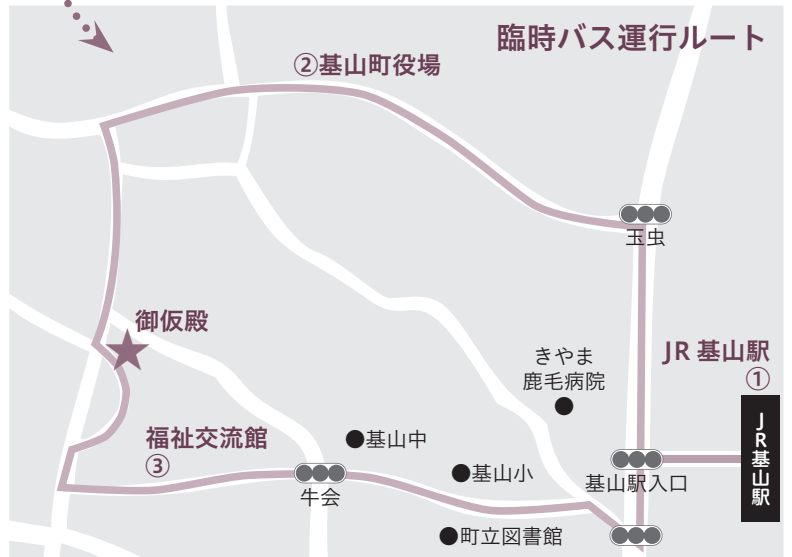 臨時バス運行ルート
②基山町役場
玉虫
御仮殿
きやま
鹿毛病院
JR 基山駅
①
JR基山駅
福祉交流館
③
●基山中
●基山小
基山駅入口
牛会
●町立図書館